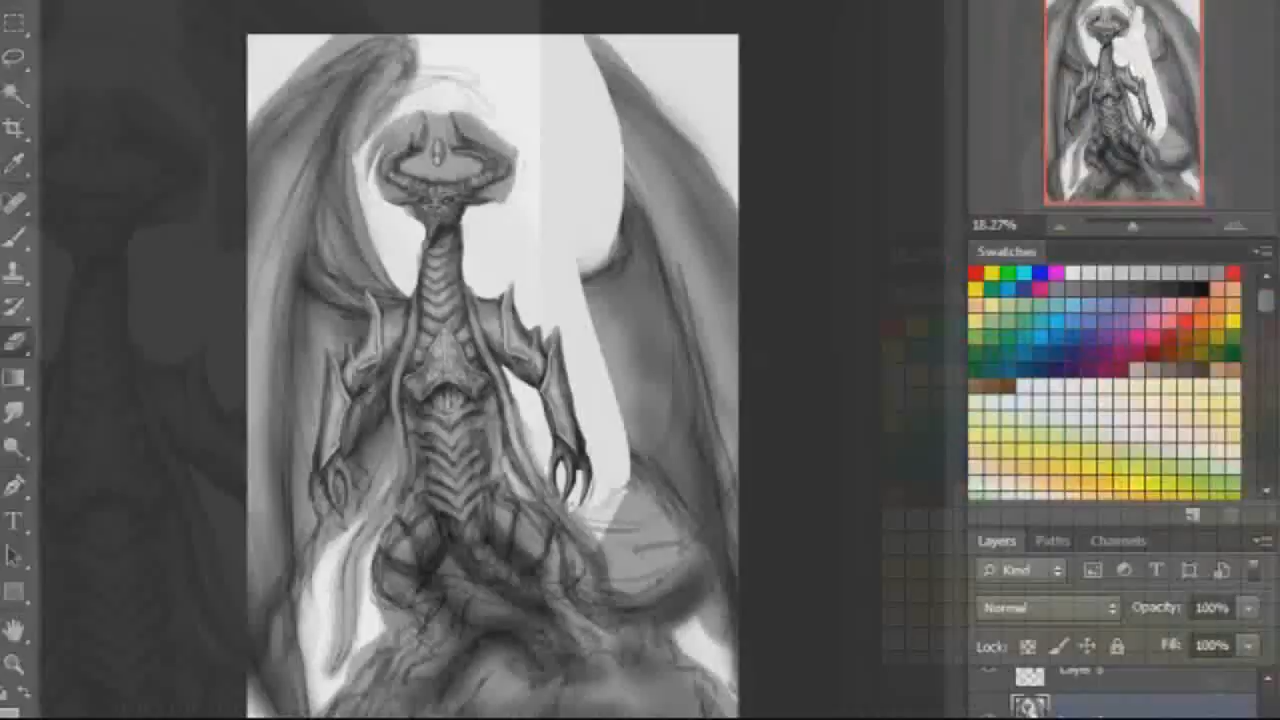 18.27%
Swatches
Layers Paths Channels
Kind
Normal Opacity: 100%
Lock: Fill: 100%